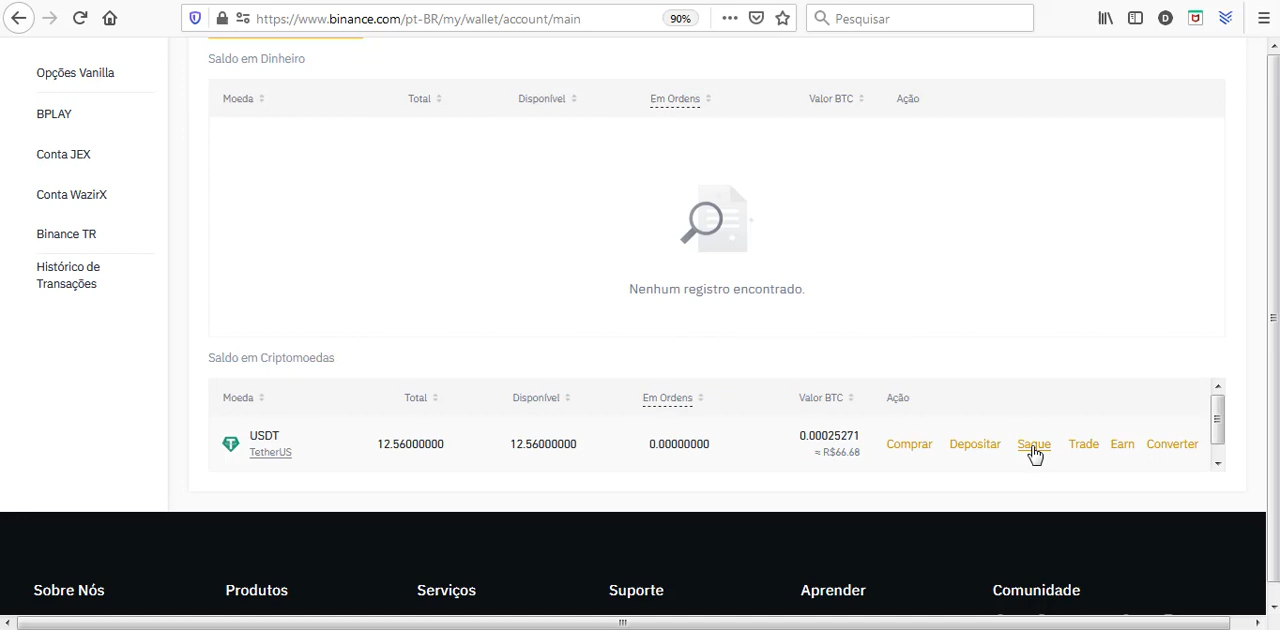 https://www.binance.com/pt-BR/my/wallet/account/main
90%
Pesquisar
Opções Vanilla
BPLAY
Conta JEX
Conta WazirX
Binance TR
Histórico de
Transações
Saldo em Dinheiro
Moeda Total Disponível Em Ordens Valor BTC Ação
Nenhum registro encontrado.
Saldo em Criptomoedas
Moeda Total Disponível Em Ordens Valor BTC Ação
USDT 12.56000000 12.56000000 0.00000000 0.00025271 Comprar Depositar Saque Trade Earn Converter
TetherUS ≈ R$66.68
Sobre Nós Produtos Serviços Suporte Aprender Comunidade